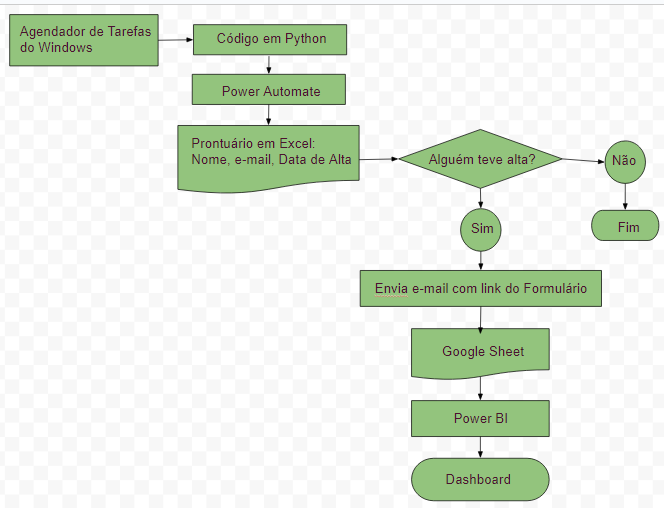 Agendador de Tarefas
do Windows
Código em Python
Power Automate
Prontuário em Excel:
Nome, e-mail, Data de Alta
Alguém teve alta?
Não
Sim
Fim
Envia e-mail com link do Formulário
Google Sheet
Power BI
Dashboard